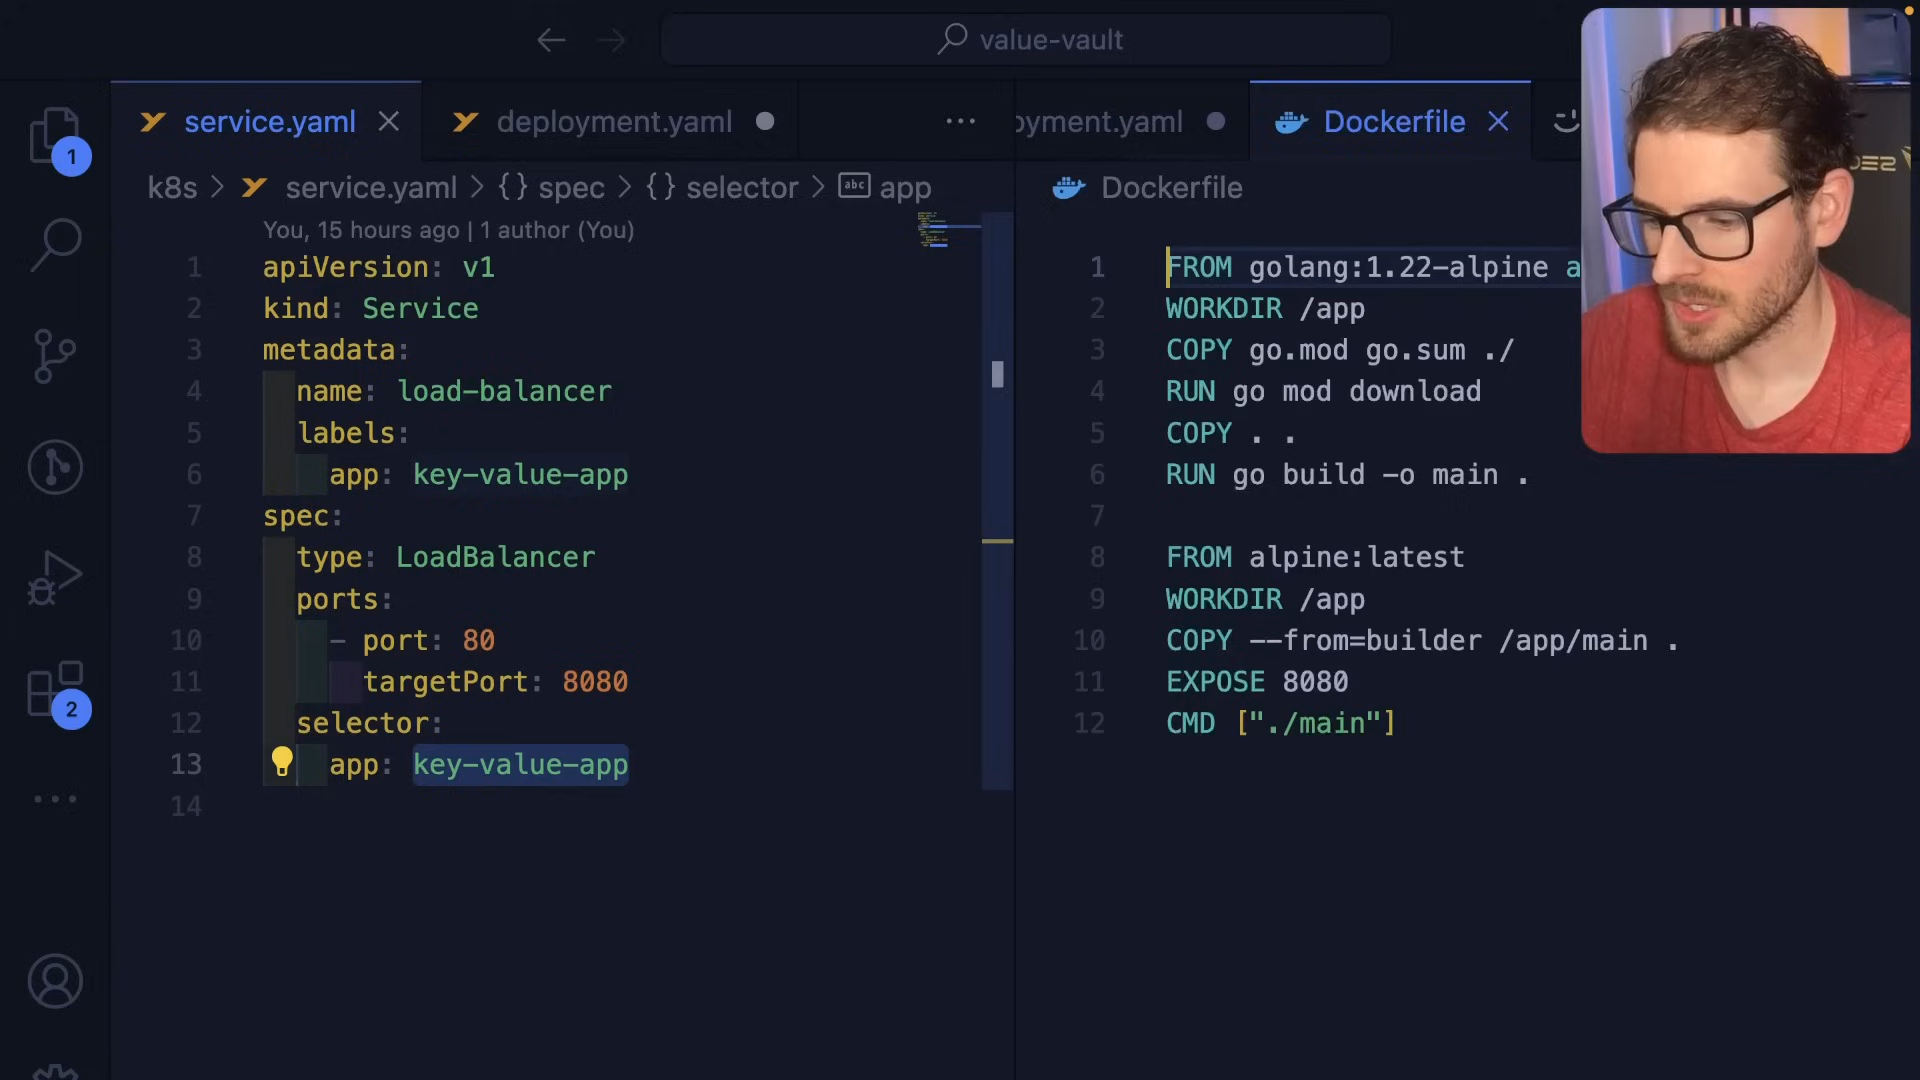 value-vault
service.yaml
deployment.yaml
oyment.yaml
Dockerfile
1
k8s > service.yaml > {} spec > {} selector > abc app
Dockerfile
You, 15 hours ago | 1 author (You)
1 apiVersion: v1
2 kind: Service
3 metadata:
4 name: load-balancer
5 labels:
6 app: key-value-app
7 spec:
8 type: LoadBalancer
9 ports:
10 - port: 80
11 targetPort: 8080
12 selector:
13 app: key-value-app
14
2
1 FROM golang:1.22-alpine a
2 WORKDIR /app
3 COPY go.mod go.sum ./
4 RUN go mod download
5 COPY . .
6 RUN go build -o main .
7
8 FROM alpine:latest
9 WORKDIR /app
10 COPY --from=builder /app/main .
11 EXPOSE 8080
12 CMD ["./main"]